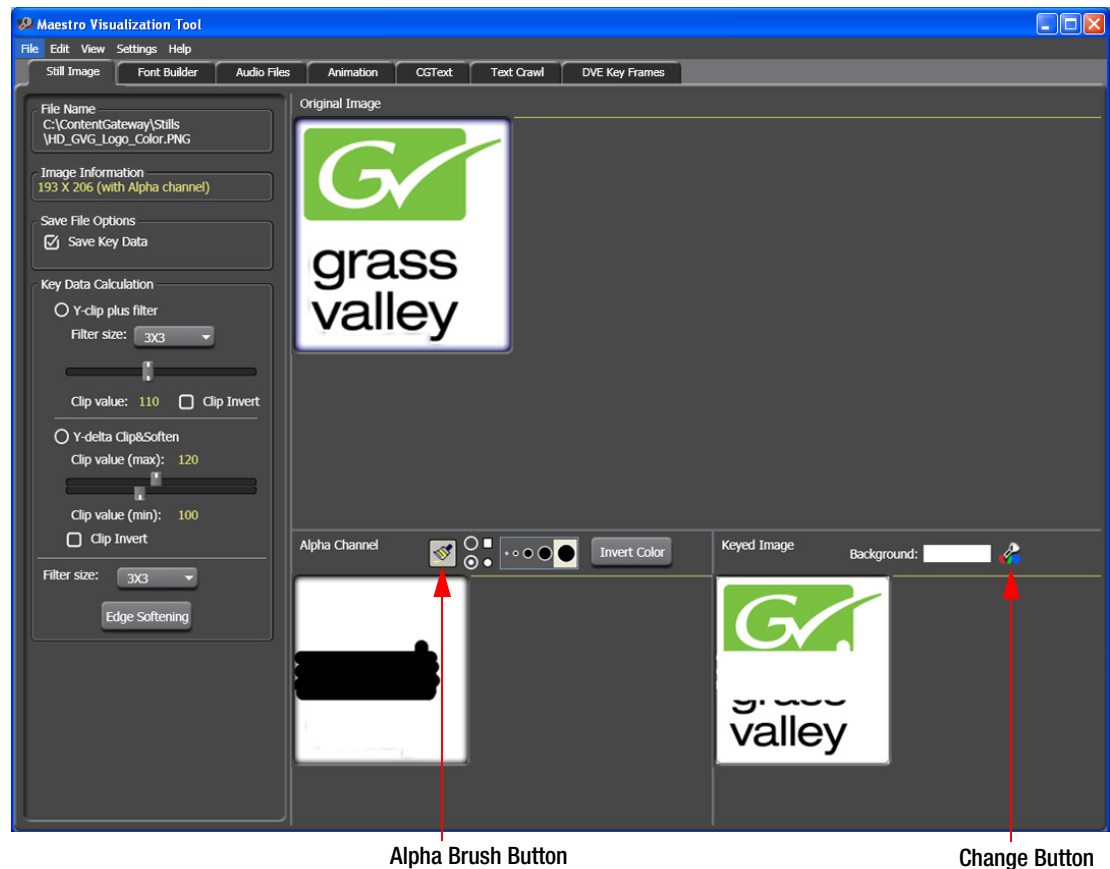 Maestro Visualization Tool
File Edit View Settings Help
Still Image Font Builder Audio Files Animation CGText Text Crawl DVE Key Frames
File Name
C:\ContentGateway\Stills
\HD_GVG_Logo_Color.PNG
Image Information
193 X 206 (with Alpha channel)
Save File Options
Save Key Data
Key Data Calculation
Y-clip plus filter
Filter size: 3X3
Clip value: 110 Clip Invert
Y-delta Clip&Soften
Clip value (max): 120
Clip value (min): 100
Clip Invert
Filter size: 3X3
Edge Softening
Original Image
GV
grass
valley
Alpha Channel Invert Color
Keyed Image Background:
GV
grass
valley
Alpha Brush Button
Change Button